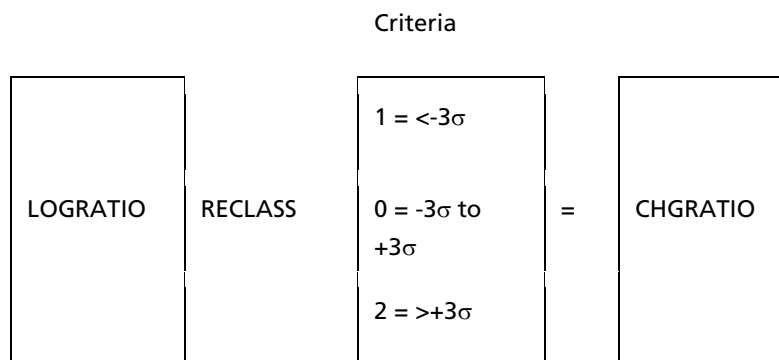 Criteria
1 = <-3σ
LOGRATIO RECLASS 0 = -3σ to = CHGRATIO
+3σ
2 = >+3σ